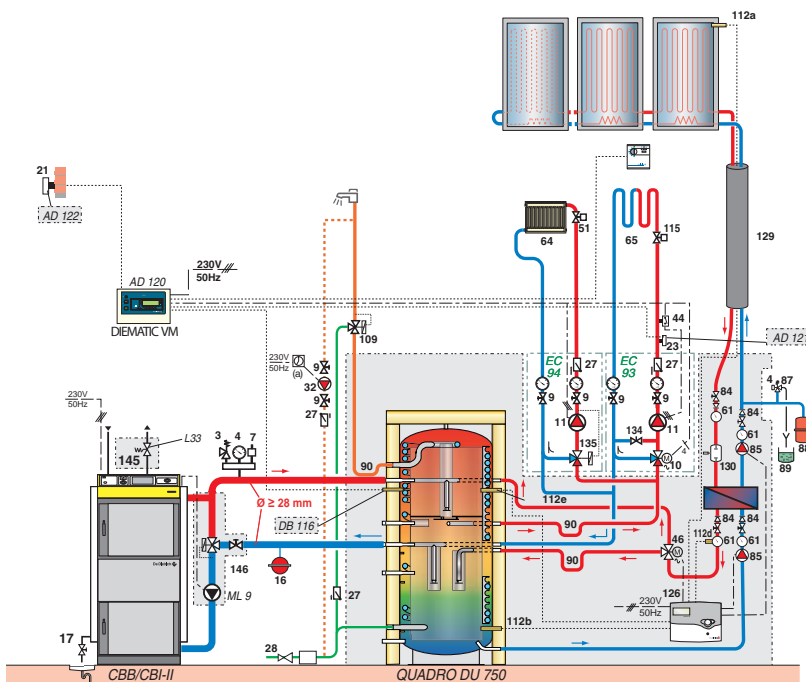 112a
21
AD 122
230V
50Hz
AD 120
DIEMATIC VM
51
64
65
115
129
44
23
AD 121
109
230V
50Hz
(a)
9
32
9
27
EC
94
27
9
EC
93
27
9
11
135
134
11
10
84
61
4
87
84
61
85
88
89
130
230V
50Hz
L33
145
3
4
7
Ø ≥ 28 mm
90
112e
DB 116
90
90
46
84
84
112d
61
61
85
146
16
ML 9
27
126
230V
50Hz
112b
17
28
CBB/CBI-II
QUADRO DU 750